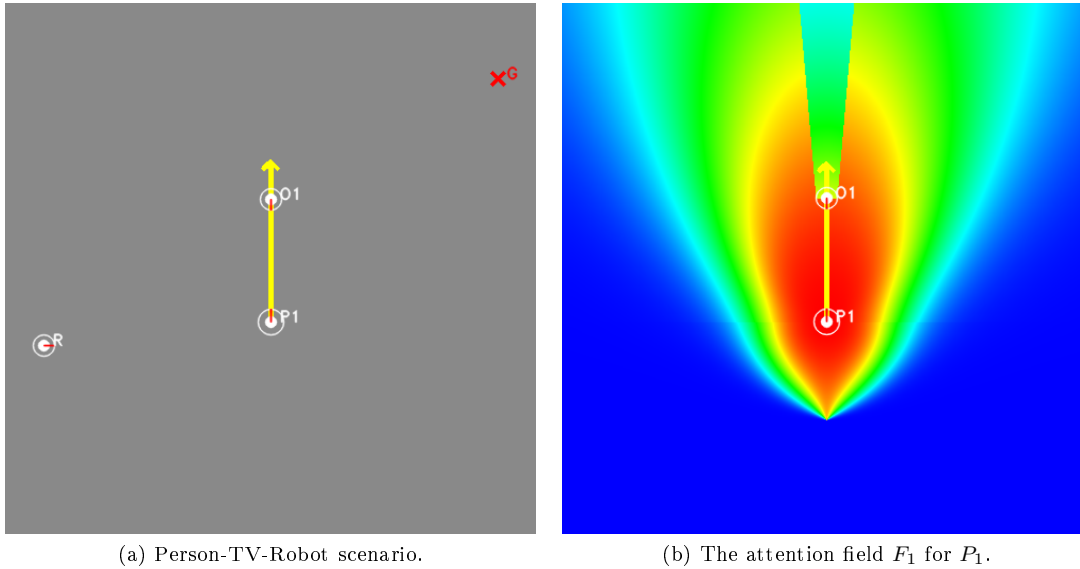 G
O1
P1
R
O1
P1
(a) Person-TV-Robot scenario.
(b) The attention field F₁ for P₁.